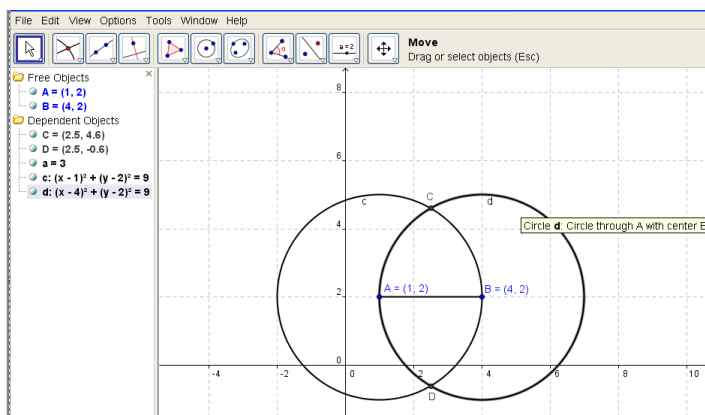 File Edit View Options Tools Window Help
a=2
Move
Drag or select objects (Esc)
Free Objects
A = (1, 2)
B = (4, 2)
Dependent Objects
C = (2.5, 4.6)
D = (2.5, -0.6)
a = 3
c: (x - 1)² + (y - 2)² = 9
d: (x - 4)² + (y - 2)² = 9
8
6
C
c
d
4
Circle d: Circle through A with center
2
A = (1, 2)
B = (4, 2)
0
-4 -2 0 2 4 6 8 10
D